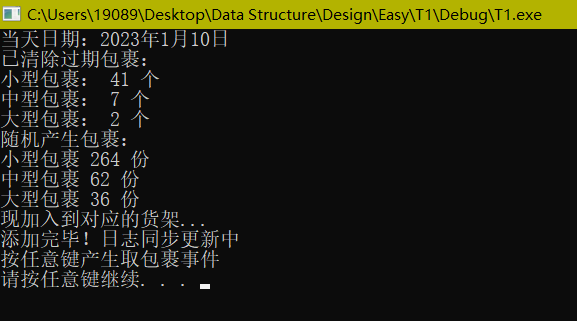 C:\Users\19089\Desktop\Data Structure\Design\Easy\T1\Debug\T1.exe
当天日期：2023年1月10日
已清除过期包裹：
小型包裹： 41 个
中型包裹： 7 个
大型包裹： 2 个
随机产生包裹：
小型包裹 264 份
中型包裹 62 份
大型包裹 36 份
现加入到对应的货架...
添加完毕！日志同步更新中
按任意键产生取包裹事件
请按任意键继续. . .